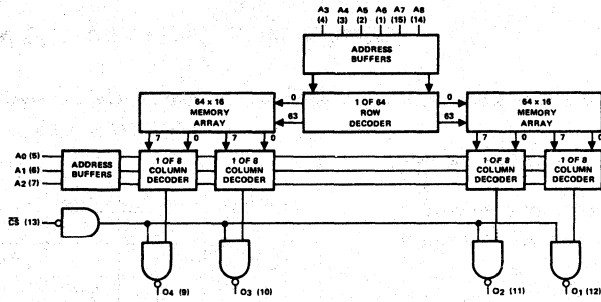 A3 A4 A5 A6 A7 A8
(4) (3) (2) (1) (15) (14)
ADDRESS
BUFFERS
64 x 16
MEMORY
ARRAY
0
63
1 OF 64
ROW
DECODER
0
63
64 x 16
MEMORY
ARRAY
7 0 7 0 7 0 7 0
A0 (5)
A1 (6)
A2 (7)
ADDRESS
BUFFERS
1 OF 8
COLUMN
DECODER
1 OF 8
COLUMN
DECODER
1 OF 8
COLUMN
DECODER
1 OF 8
COLUMN
DECODER
CS (13)
O4 (9)
O3 (10)
O2 (11)
O1 (12)